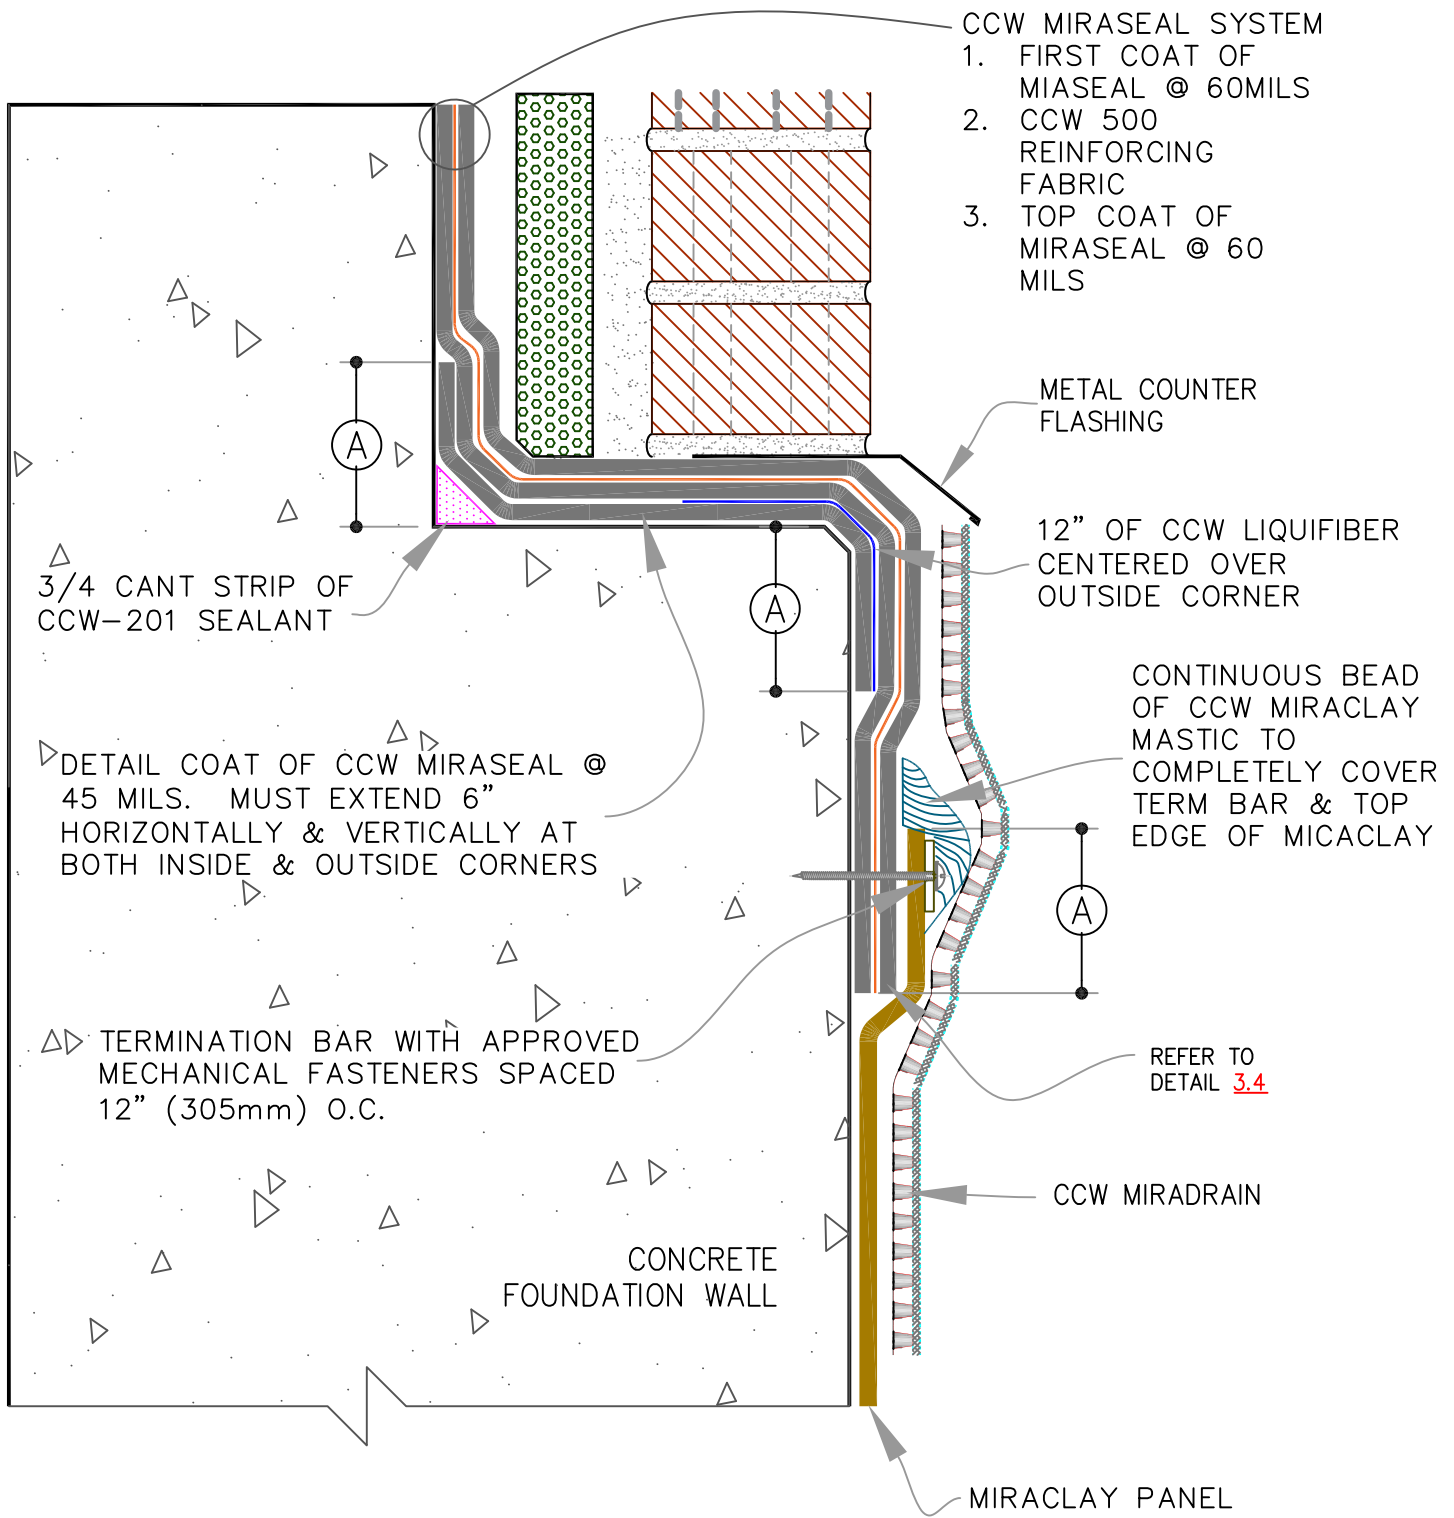 CCW MIRASEAL SYSTEM
1. FIRST COAT OF
MIASEAL @ 60MILS
2. CCW 500
REINFORCING
FABRIC
3. TOP COAT OF
MIRASEAL @ 60
MILS
METAL COUNTER
FLASHING
A
12" OF CCW LIQUIFIBER
CENTERED OVER
OUTSIDE CORNER
3/4 CANT STRIP OF
CCW-201 SEALANT
A
CONTINUOUS BEAD
OF CCW MIRACLAY
MASTIC TO
COMPLETELY COVER
TERM BAR & TOP
EDGE OF MICACLAY
DETAIL COAT OF CCW MIRASEAL @
45 MILS. MUST EXTEND 6"
HORIZONTALLY & VERTICALLY AT
BOTH INSIDE & OUTSIDE CORNERS
A
TERMINATION BAR WITH APPROVED
MECHANICAL FASTENERS SPACED
12" (305mm) O.C.
REFER TO
DETAIL 3.4
CCW MIRADRAIN
CONCRETE
FOUNDATION WALL
MIRACLAY PANEL